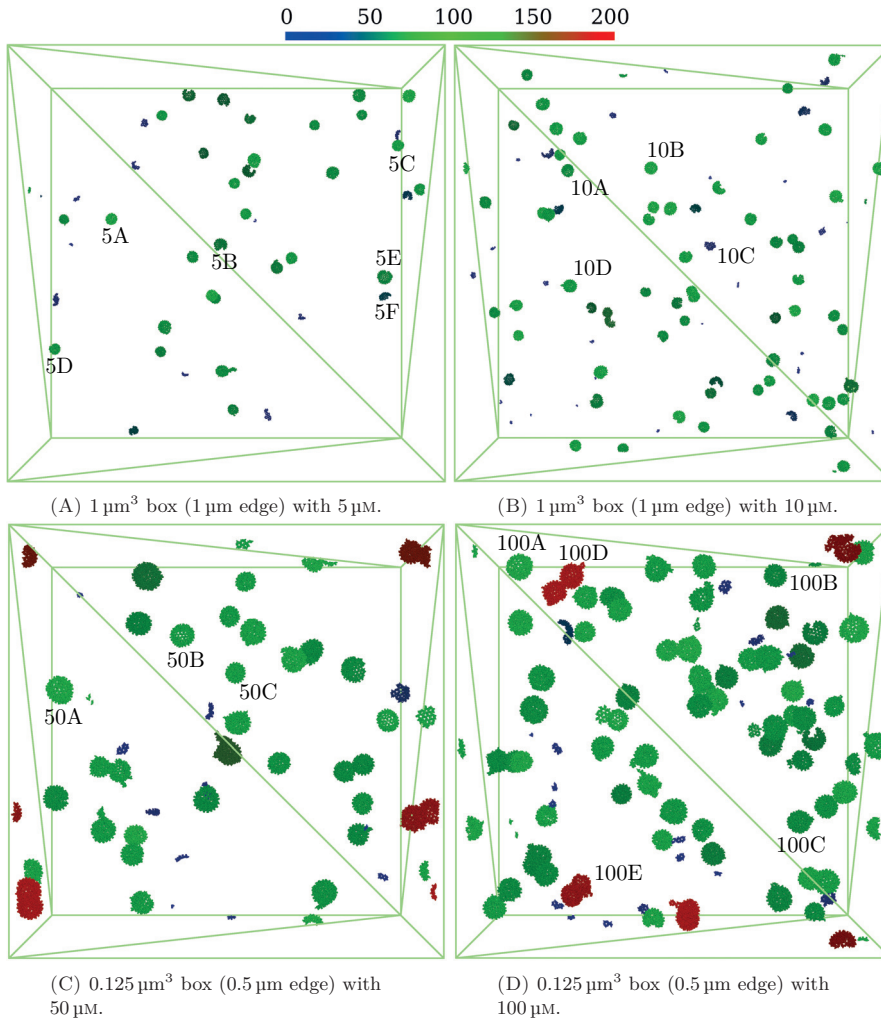 0 50 100 150 200
5C
5A
5B
5E
5F
5D
(A) 1 µm³ box (1 µm edge) with 5 µM.
10B
10A
10C
10D
(B) 1 µm³ box (1 µm edge) with 10 µM.
50B
50C
50A
(C) 0.125 µm³ box (0.5 µm edge) with
50 µM.
100A
100D
100B
100C
100E
(D) 0.125 µm³ box (0.5 µm edge) with
100 µM.